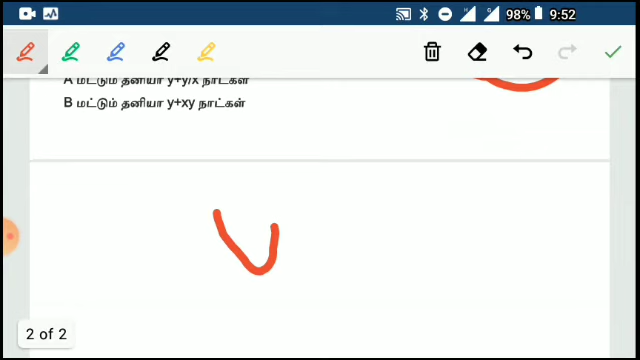 98% 9:52
A மட்டும் தனியா y+y/x நாட்கள்
B மட்டும் தனியா y+xy நாட்கள்
2 of 2